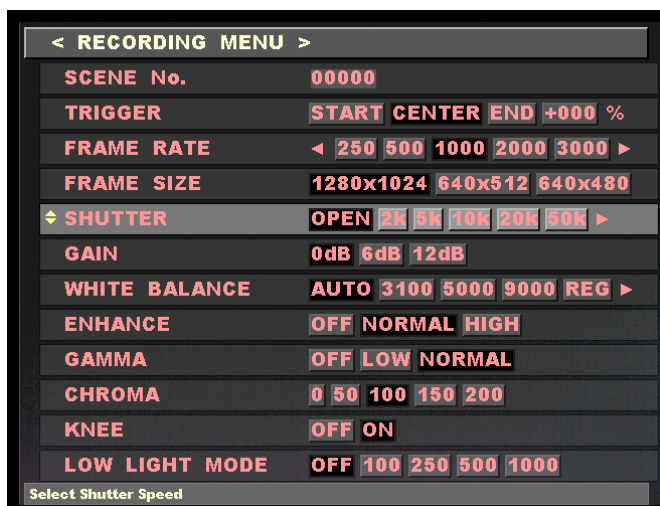 < RECORDING MENU >
SCENE No. 00000
TRIGGER START CENTER END +000 %
FRAME RATE ◄ 250 500 1000 2000 3000 ►
FRAME SIZE 1280x1024 640x512 640x480
SHUTTER OPEN 2k 5k 10k 20k 50k ►
GAIN 0dB 6dB 12dB
WHITE BALANCE AUTO 3100 5000 9000 REG ►
ENHANCE OFF NORMAL HIGH
GAMMA OFF LOW NORMAL
CHROMA 0 50 100 150 200
KNEE OFF ON
LOW LIGHT MODE OFF 100 250 500 1000
Select Shutter Speed